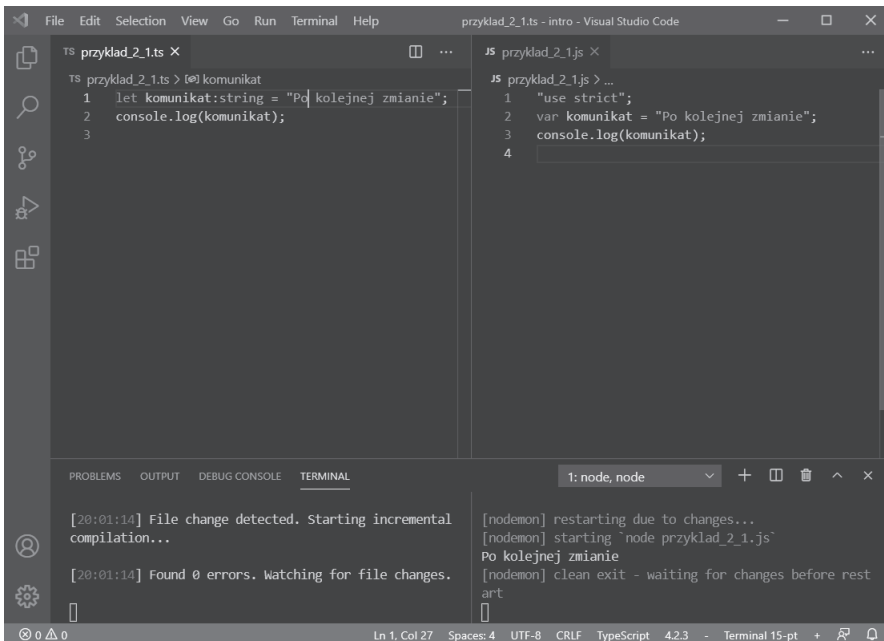 File Edit Selection View Go Run Terminal Help przyklad_2_1.ts - intro - Visual Studio Code
TS przyklad_2_1.ts
TS przyklad_2_1.ts > komunikat
1 let komunikat:string = "Po kolejnej zmianie";
2 console.log(komunikat);
3
JS przyklad_2_1.js
JS przyklad_2_1.js > ...
1 "use strict";
2 var komunikat = "Po kolejnej zmianie";
3 console.log(komunikat);
4
PROBLEMS OUTPUT DEBUG CONSOLE TERMINAL 1: node, node
[20:01:14] File change detected. Starting incremental
compilation...
[20:01:14] Found 0 errors. Watching for file changes.
[nodemon] restarting due to changes...
[nodemon] starting `node przyklad_2_1.js`
Po kolejnej zmianie
[nodemon] clean exit - waiting for changes before rest
art
0 0 Ln 1, Col 27 Spaces: 4 UTF-8 CRLF TypeScript 4.2.3 - Terminal 15-pt +